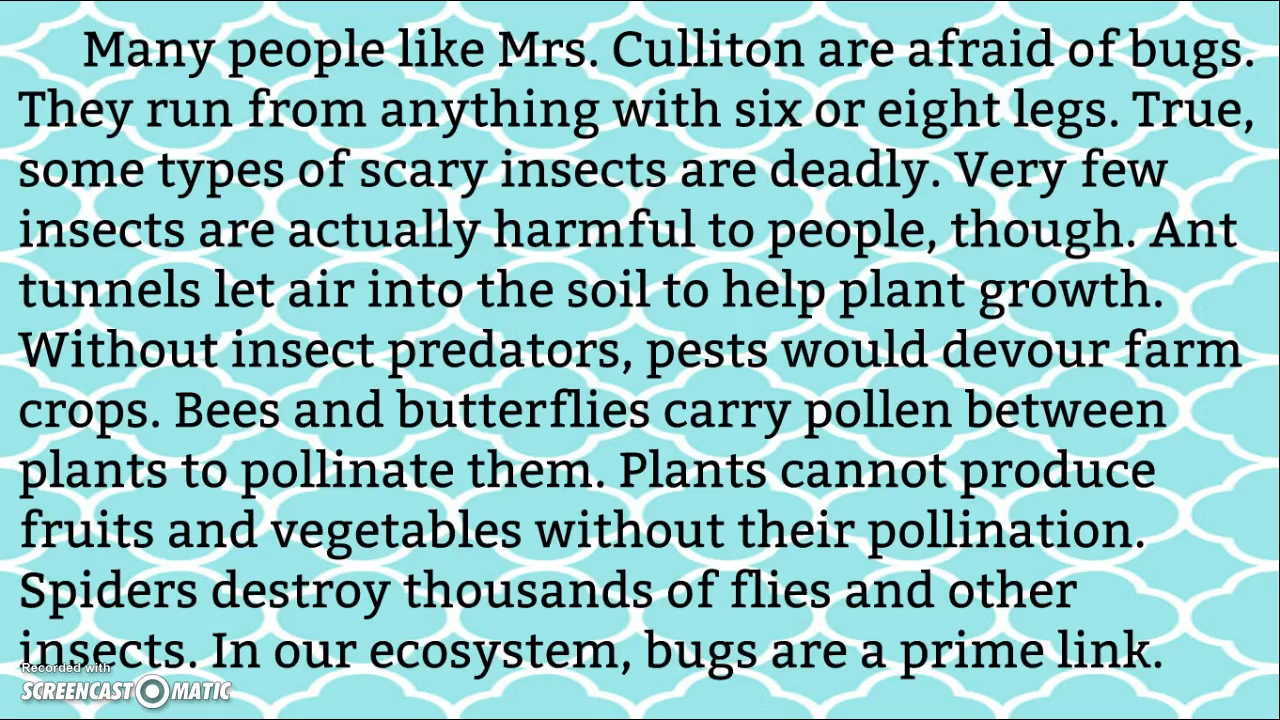 Many people like Mrs. Culliton are afraid of bugs.
They run from anything with six or eight legs. True,
some types of scary insects are deadly. Very few
insects are actually harmful to people, though. Ant
tunnels let air into the soil to help plant growth.
Without insect predators, pests would devour farm
crops. Bees and butterflies carry pollen between
plants to pollinate them. Plants cannot produce
fruits and vegetables without their pollination.
Spiders destroy thousands of flies and other
insects. In our ecosystem, bugs are a prime link.
Recorded with
SCREENCAST MATIC